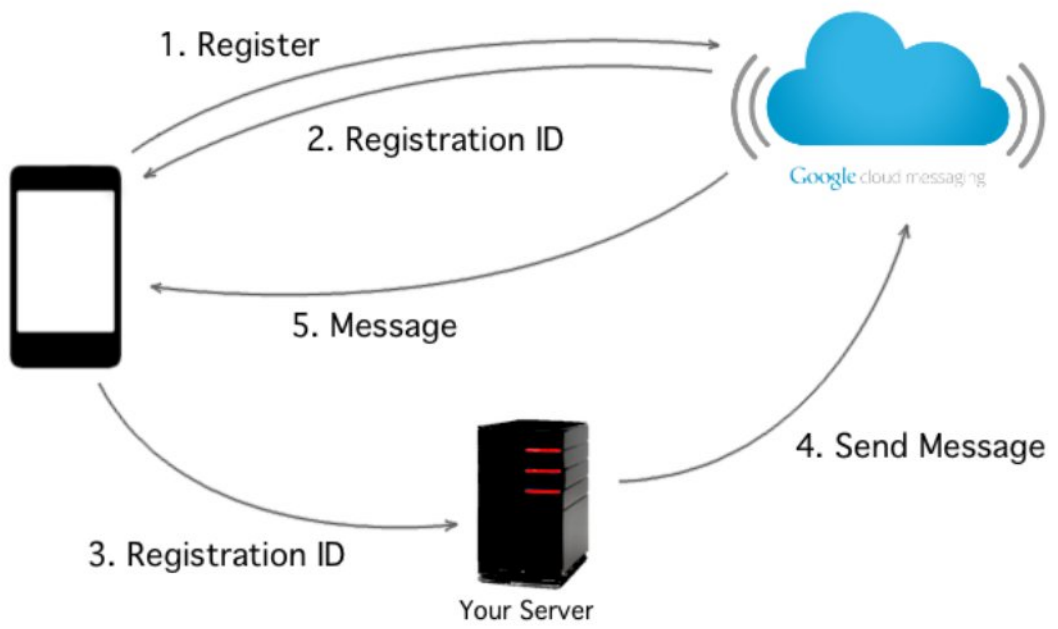 1. Register
2. Registration ID
Google cloud messaging
5. Message
4. Send Message
3. Registration ID
Your Server